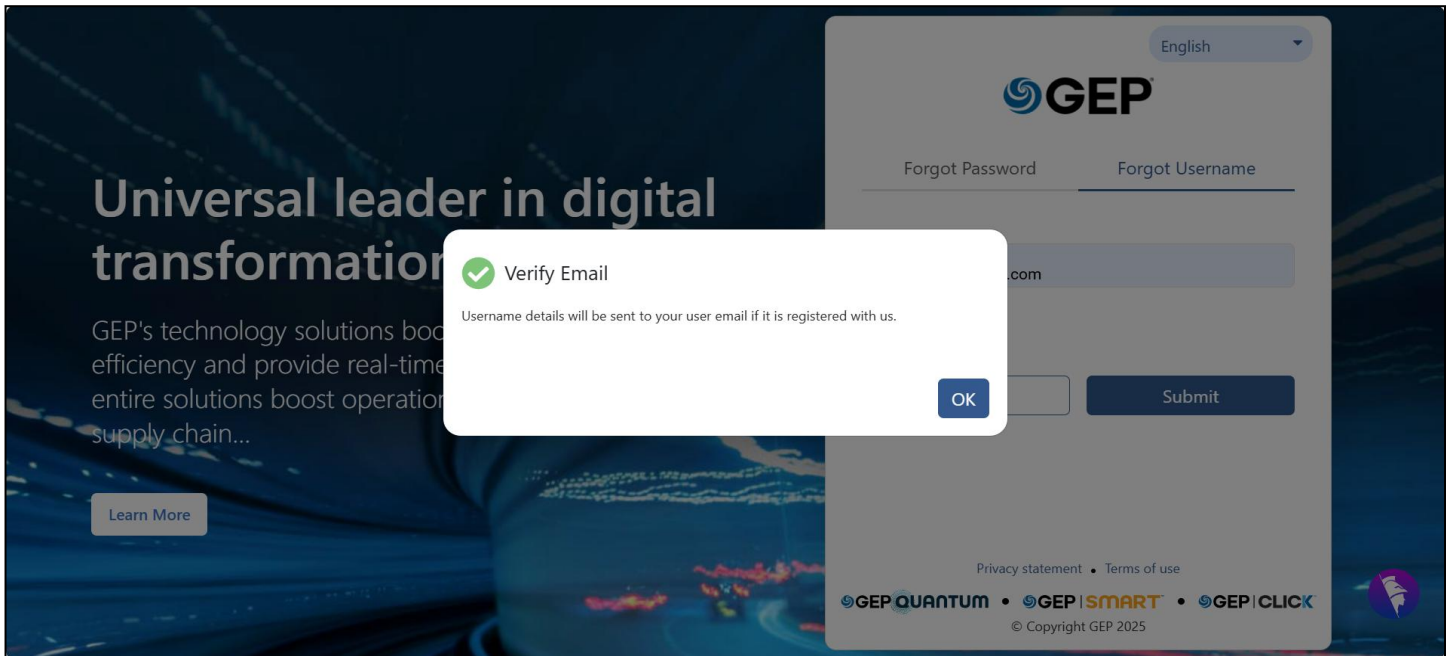 English
GEP
Forgot Password
Forgot Username
Universal leader in digital
transformatio
Verify Email
.com
Username details will be sent to your user email if it is registered with us.
GEP's technology solutions boo
efficiency and provide real-time
entire solutions boost operation
supply chain...
OK
Submit
Learn More
Privacy statement • Terms of use
GEP QUANTUM • GEP | SMART • GEP | CLICK
© Copyright GEP 2025